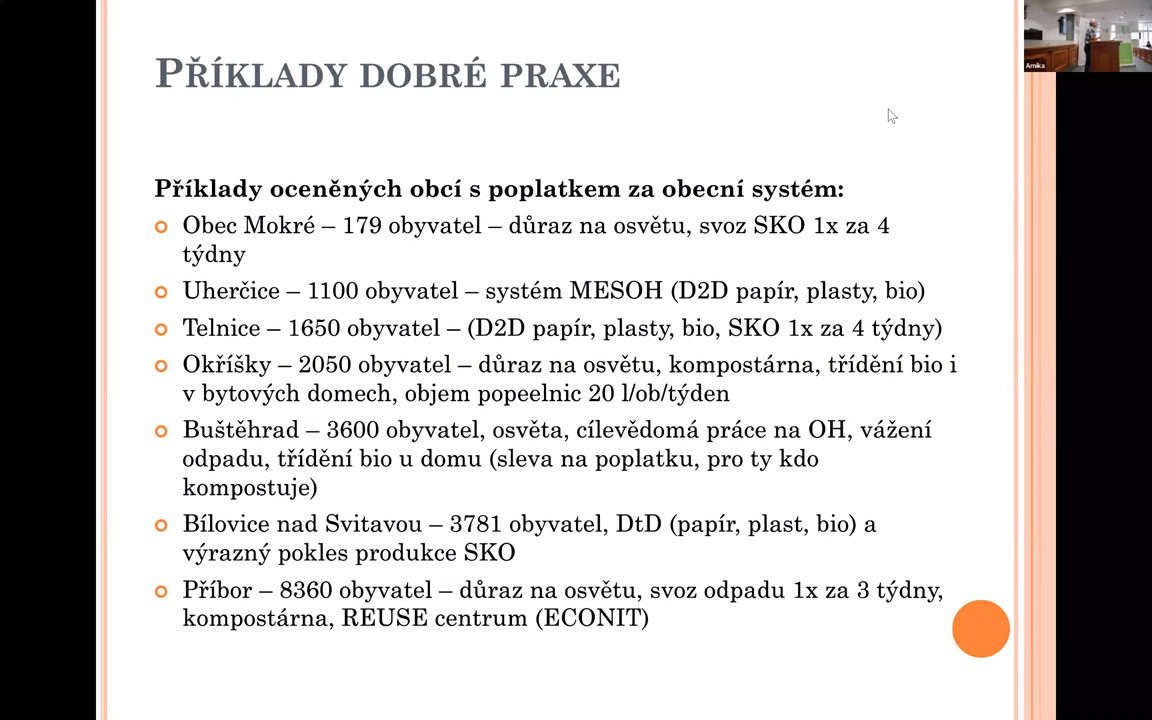 PŘÍKLADY DOBRÉ PRAXE
Příklady oceněných obcí s poplatkem za obecní systém:
Obec Mokré – 179 obyvatel – důraz na osvětu, svoz SKO 1x za 4
týdny
Uherčice – 1100 obyvatel – systém MESOH (D2D papír, plasty, bio)
Telnice – 1650 obyvatel – (D2D papír, plasty, bio, SKO 1x za 4 týdny)
Okříšky – 2050 obyvatel – důraz na osvětu, kompostárna, třídění bio i
v bytových domech, objem popeelnic 20 l/ob/týden
Buštěhrad – 3600 obyvatel, osvěta, cílevědomá práce na OH, vážení
odpadu, třídění bio u domu (sleva na poplatku, pro ty kdo
kompostuje)
Bílovice nad Svitavou – 3781 obyvatel, DtD (papír, plast, bio) a
výrazný pokles produkce SKO
Příbor – 8360 obyvatel – důraz na osvětu, svoz odpadu 1x za 3 týdny,
kompostárna, REUSE centrum (ECONIT)
Arnika